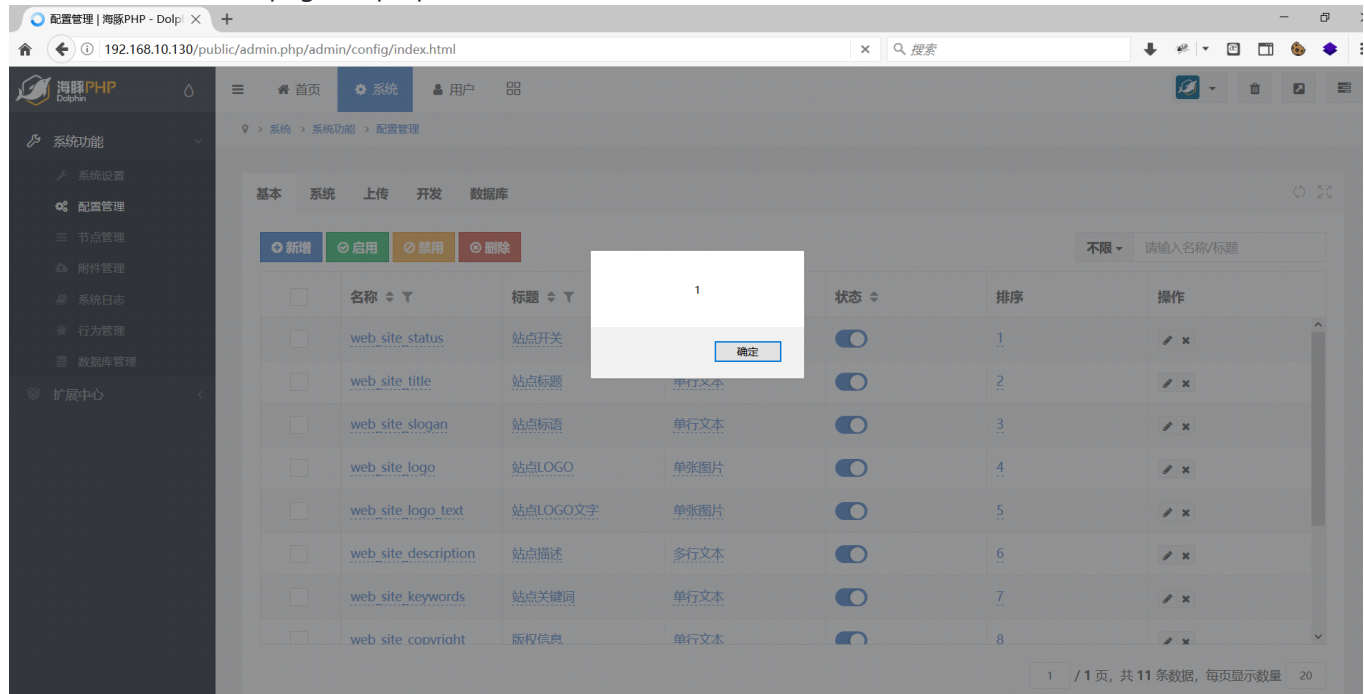 配置管理 | 海豚PHP - Dolp
192.168.10.130/public/admin.php/admin/config/index.html
搜索
海豚PHP
Dolphin
首页
系统
用户
系统 > 系统功能 > 配置管理
系统功能
系统设置
配置管理
节点管理
附件管理
系统日志
行为管理
数据库管理
扩展中心
基本 系统 上传 开发 数据库
新增 启用 禁用 删除
不限 请输入名称/标题
1
确定
名称 标题 状态 排序 操作
web_site_status 站点开关 1
web_site_title 站点标题 单行文本 2
web_site_slogan 站点标语 单行文本 3
web_site_logo 站点LOGO 单张图片 4
web_site_logo_text 站点LOGO文字 单张图片 5
web_site_description 站点描述 多行文本 6
web_site_keywords 站点关键词 单行文本 7
web_site_copyright 版权信息 单行文本 8
1 / 1 页，共 11 条数据，每页显示数量 20